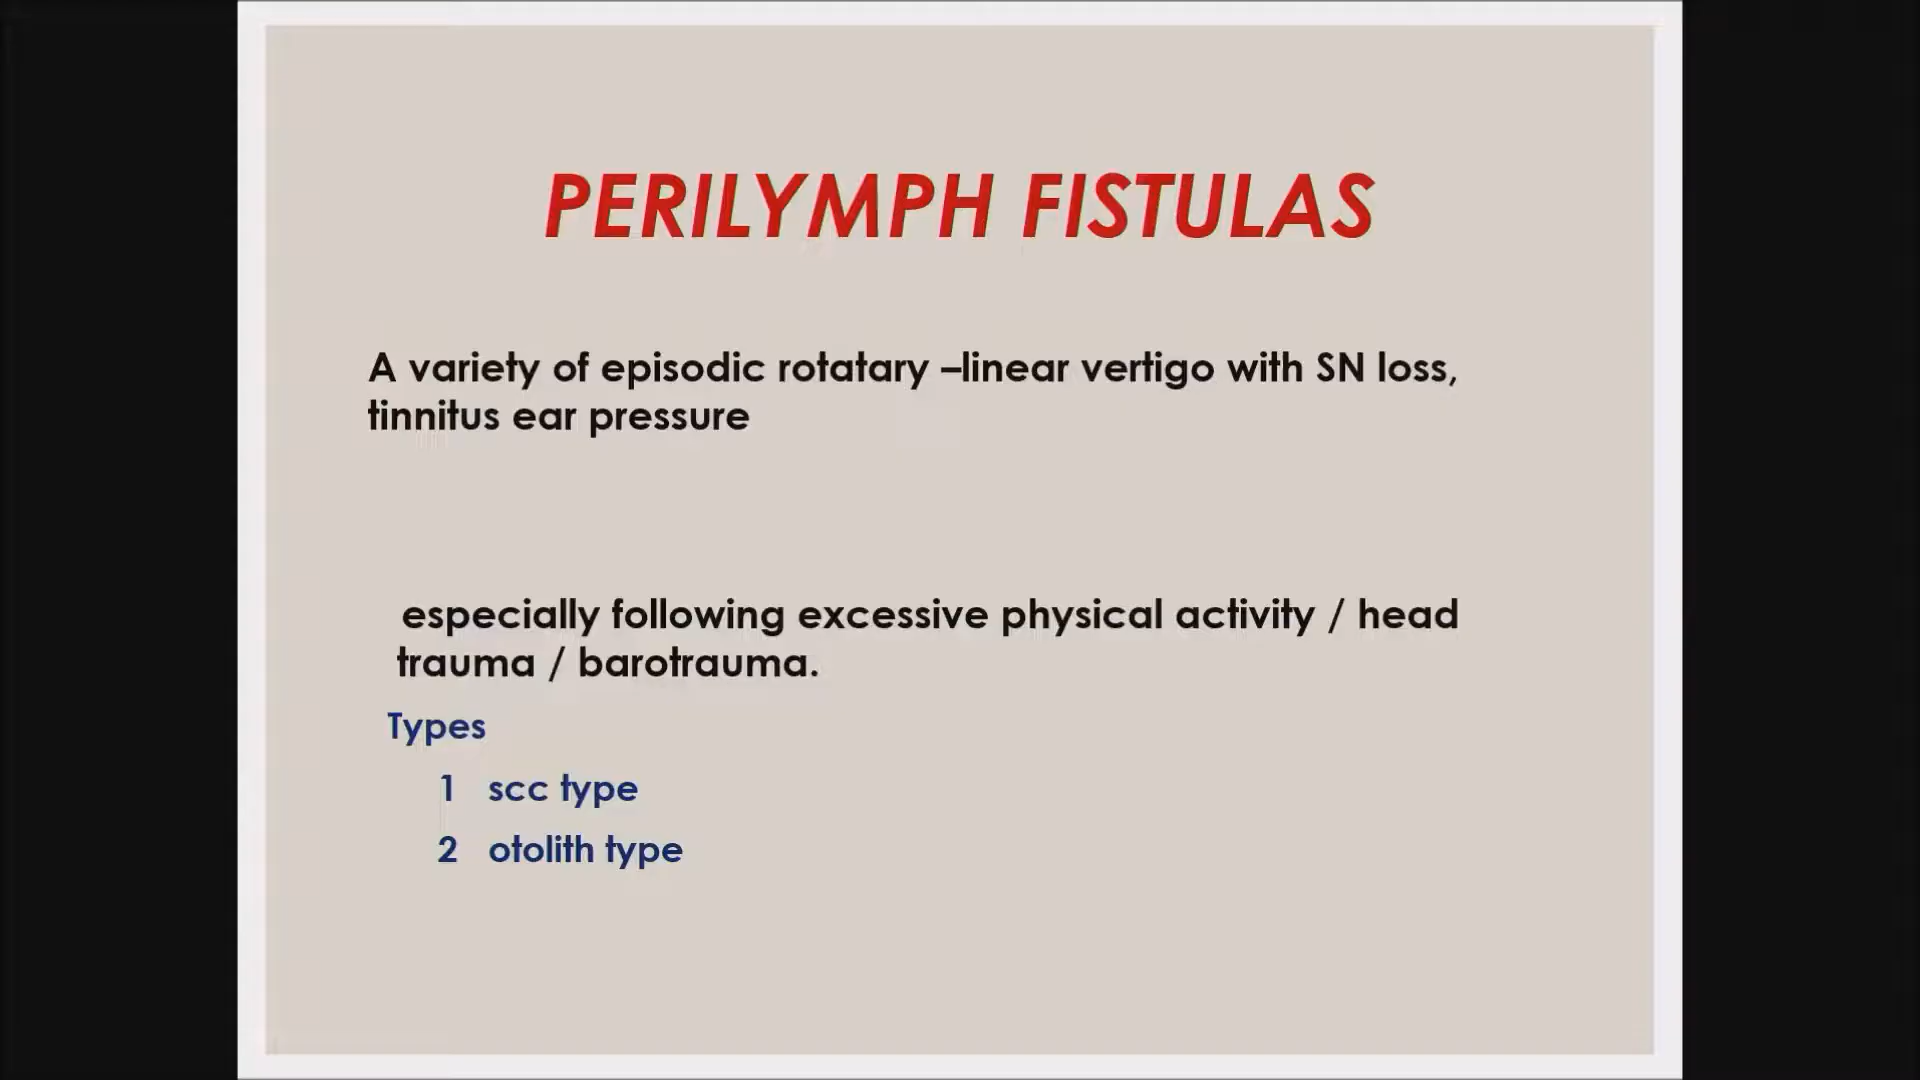 PERILYMPH FISTULAS
A variety of episodic rotatary –linear vertigo with SN loss,
tinnitus ear pressure
especially following excessive physical activity / head
trauma / barotrauma.
Types
1 scc type
2 otolith type